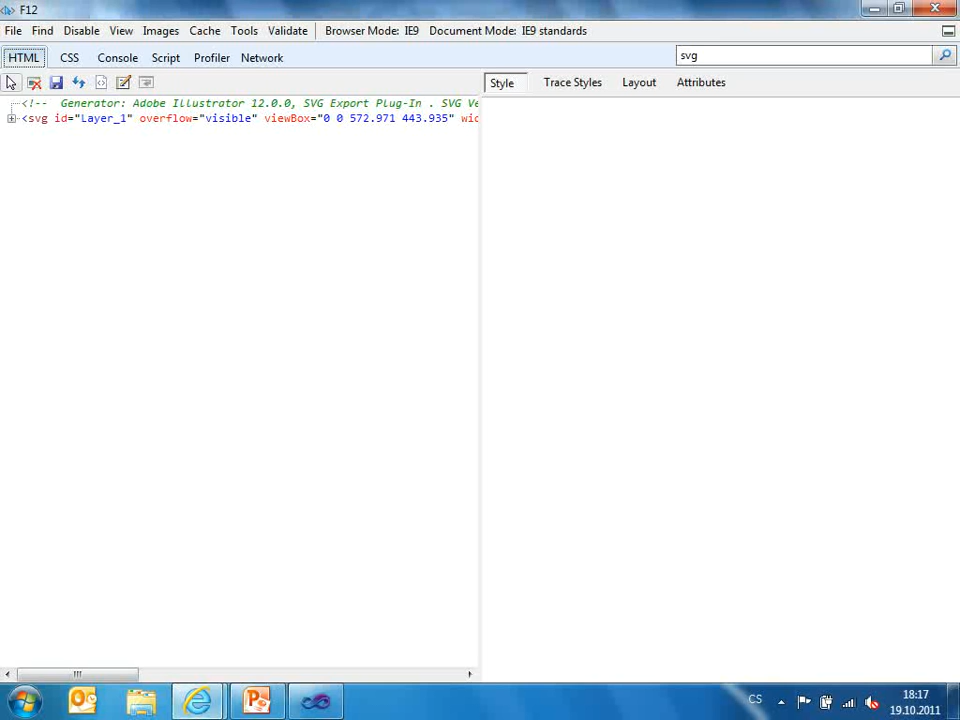 F12
File Find Disable View Images Cache Tools Validate Browser Mode: IE9 Document Mode: IE9 standards
HTML CSS Console Script Profiler Network svg
Style Trace Styles Layout Attributes
<!-- Generator: Adobe Illustrator 12.0.0, SVG Export Plug-In . SVG Ve
<svg id="Layer_1" overflow="visible" viewBox="0 0 572.971 443.935" wid
CS
18:17
19.10.2011